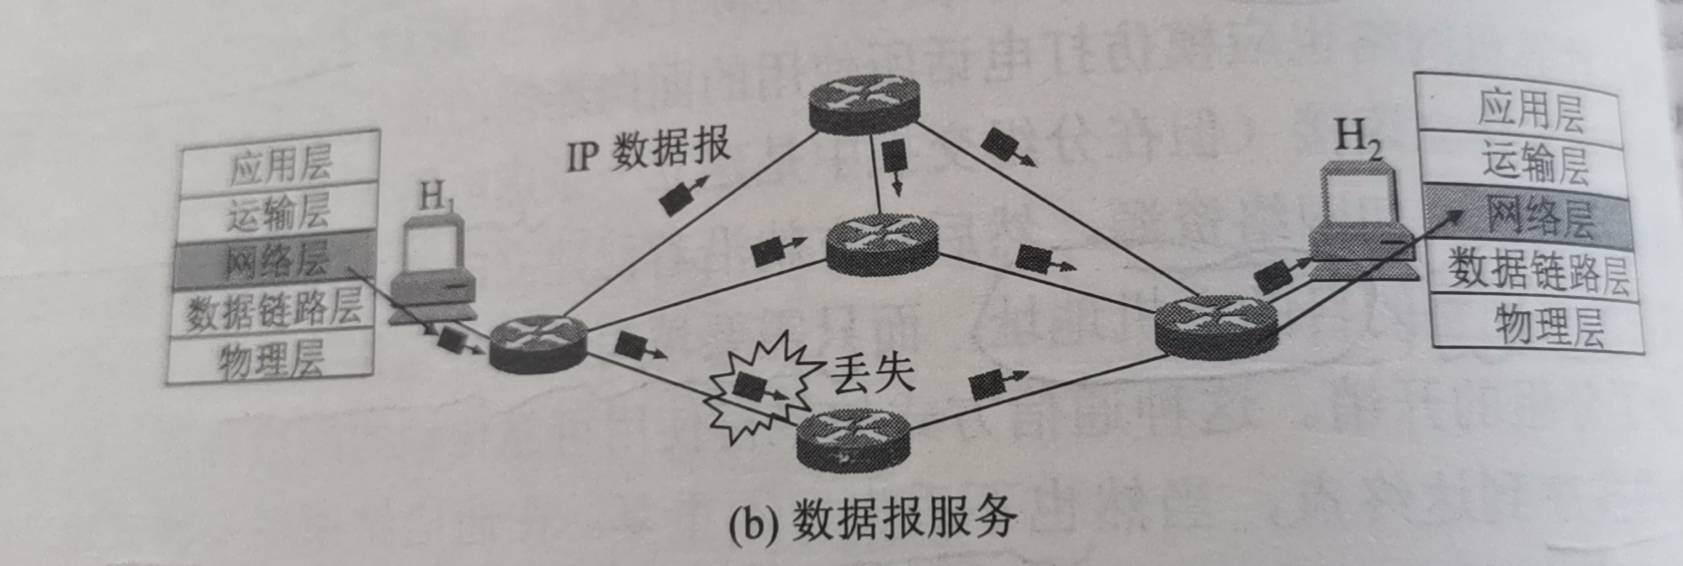 应用层
运输层
网络层
数据链路层
物理层
H₁
IP 数据报
丢失
H₂
应用层
运输层
网络层
数据链路层
物理层
(b) 数据报服务